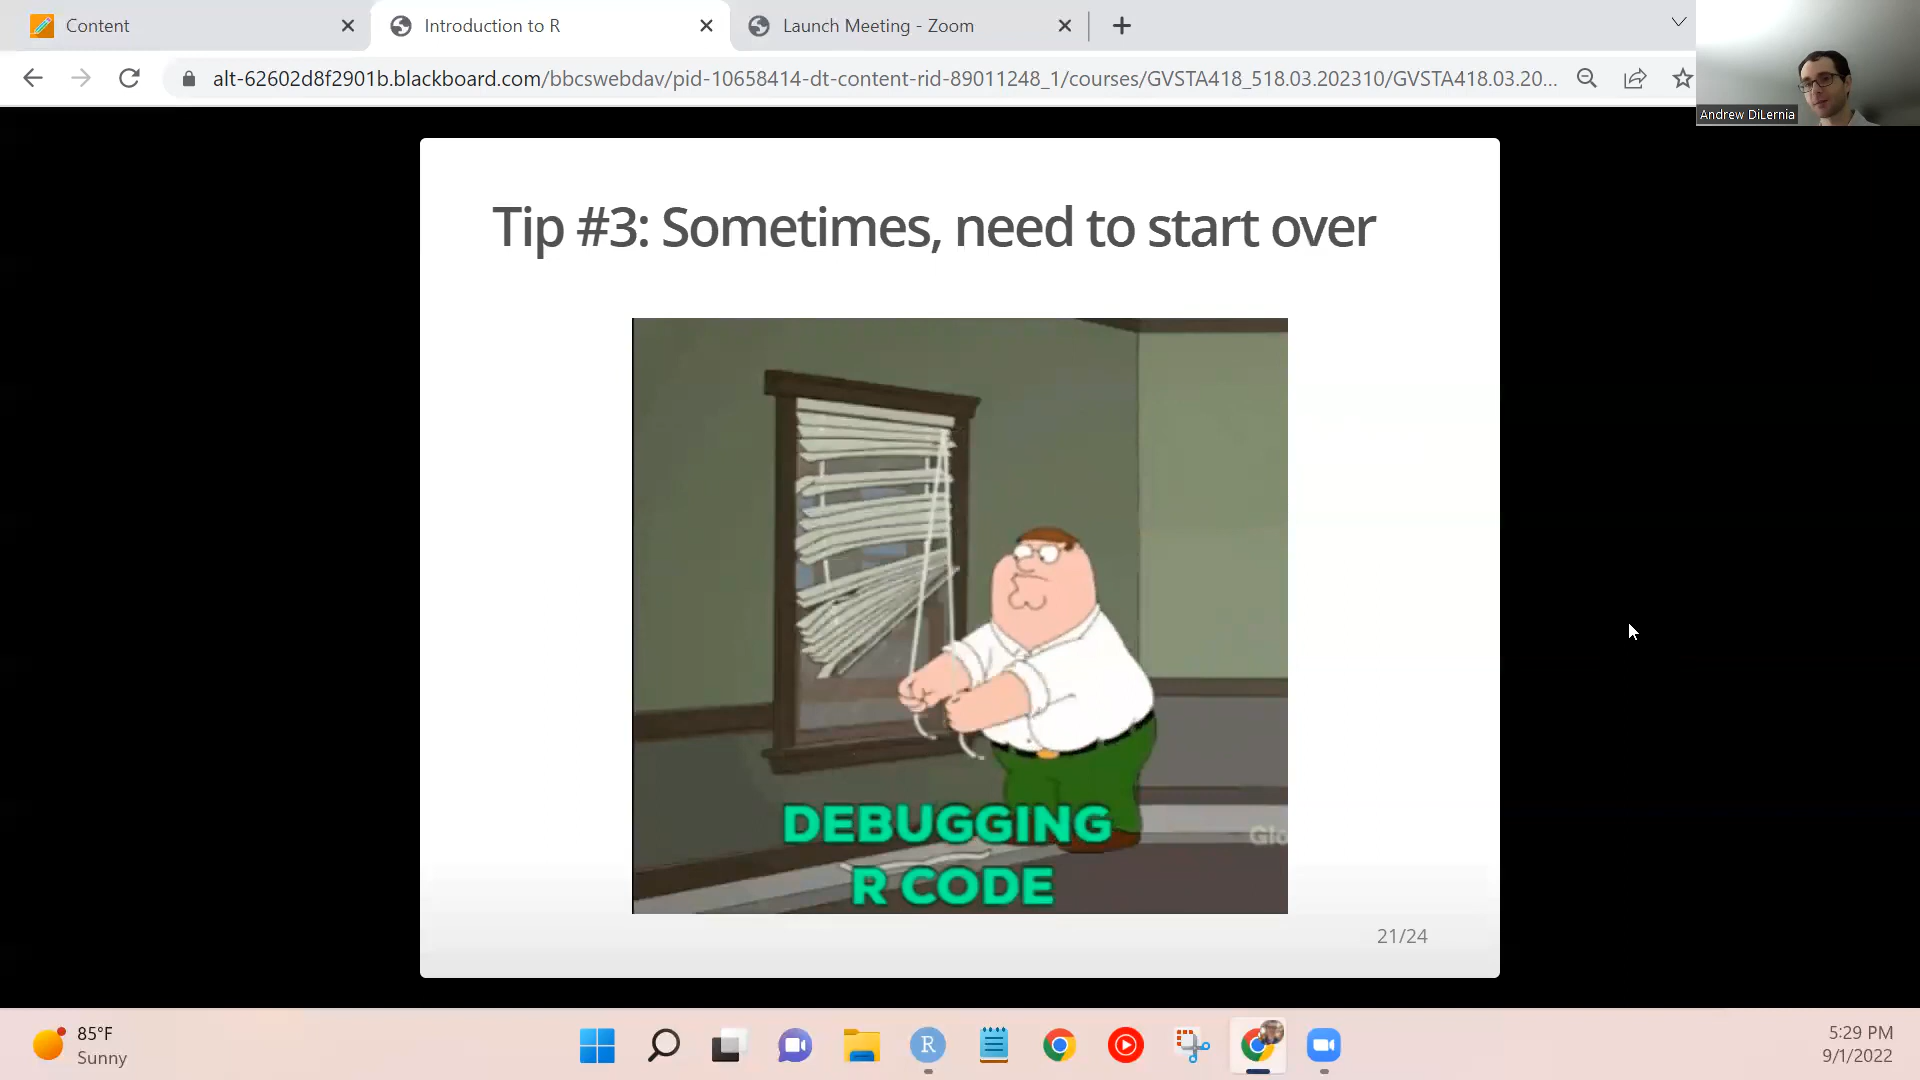 Content
Introduction to R
Launch Meeting - Zoom
alt-62602d8f2901b.blackboard.com/bbcswebdav/pid-10658414-dt-content-rid-89011248_1/courses/GVSTA418_518.03.202310/GVSTA418.03.20...
Andrew DiLernia
Tip #3: Sometimes, need to start over
DEBUGGING
Glo
R CODE
21/24
85°F
Sunny
R
5:29 PM
9/1/2022